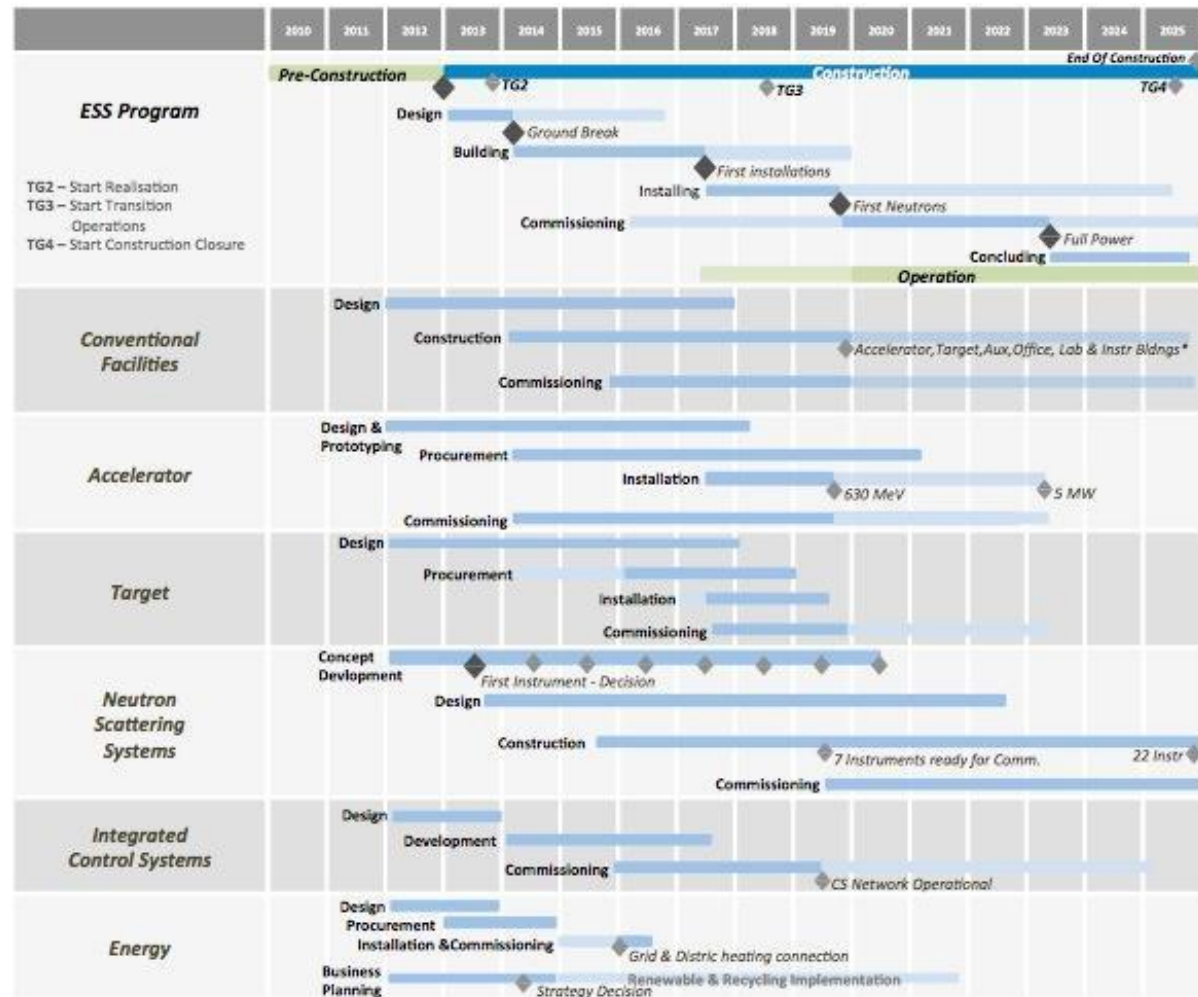 2010 2011 2012 2013 2014 2015 2016 2017 2018 2019 2020 2021 2022 2023 2024 2025
End Of Construction
Pre-Construction
Construction
TG2
TG3
TG4
ESS Program
Design
Ground Break
Building
First installations
TG2 – Start Realisation
TG3 – Start Transition
Operations
TG4 – Start Construction Closure
Installing
First Neutrons
Commissioning
Full Power
Concluding
Operation
Conventional
Facilities
Design
Construction
Accelerator,Target,Aux,Office, Lab & Instr Bldngs*
Commissioning
Accelerator
Design &
Prototyping
Procurement
Installation
630 MeV
5 MW
Commissioning
Target
Design
Procurement
Installation
Commissioning
Neutron
Scattering
Systems
Concept
Devlopment
First Instrument - Decision
Design
Construction
7 Instruments ready for Comm.
22 Instr
Commissioning
Integrated
Control Systems
Design
Development
Commissioning
CS Network Operational
Energy
Design
Procurement
Installation &Commissioning
Grid & Distric heating connection
Business
Planning
Renewable & Recycling Implementation
Strategy Decision